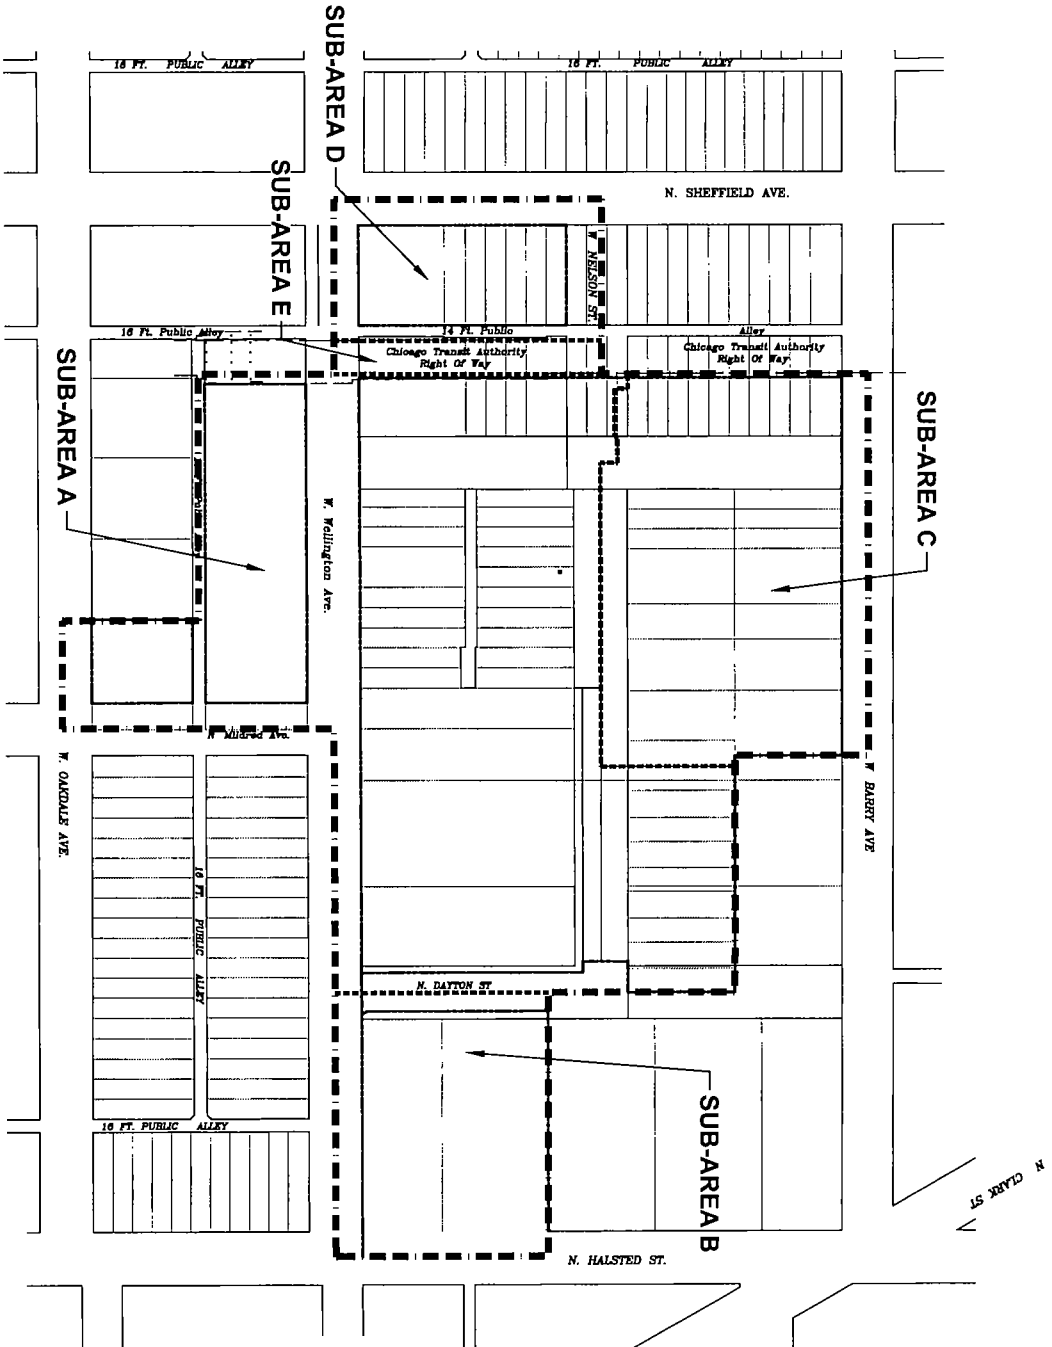 SUB-AREA D
16 FT. PUBLIC ALLEY
16 FT. PUBLIC ALLEY
SUB-AREA E
N. SHEFFIELD AVE.
W NELSON ST.
16 Ft. Public Alley
14 Ft. Public
Alley
Chicago Transit Authority
Right Of Way
Chicago Transit Authority
Right Of Way
SUB-AREA A
SUB-AREA C
W. Wellington Ave.
N Mildred Ave.
W. OAKDALE AVE.
W BARRY AVE
16 FT. PUBLIC ALLEY
N. DAYTON ST
SUB-AREA B
16 FT. PUBLIC ALLEY
N CLARK ST
N. HALSTED ST.